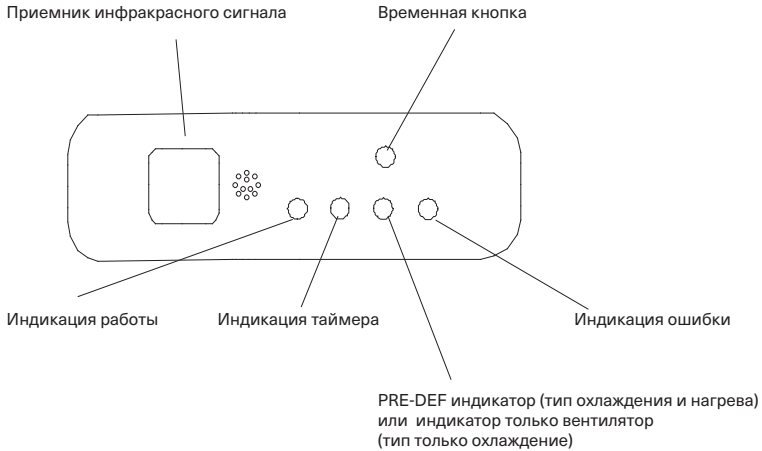 Приемник инфракрасного сигнала
Временная кнопка
Индикация работы
Индикация таймера
Индикация ошибки
PRE-DEF индикатор (тип охлаждения и нагрева)
или индикатор только вентилятор
(тип только охлаждение)